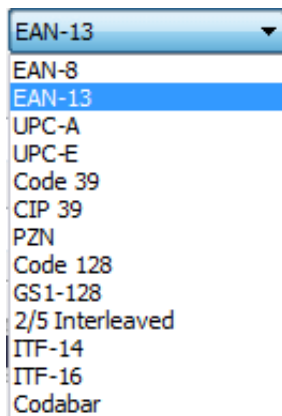 EAN-13
EAN-8
EAN-13
UPC-A
UPC-E
Code 39
CIP 39
PZN
Code 128
GS1-128
2/5 Interleaved
ITF-14
ITF-16
Codabar